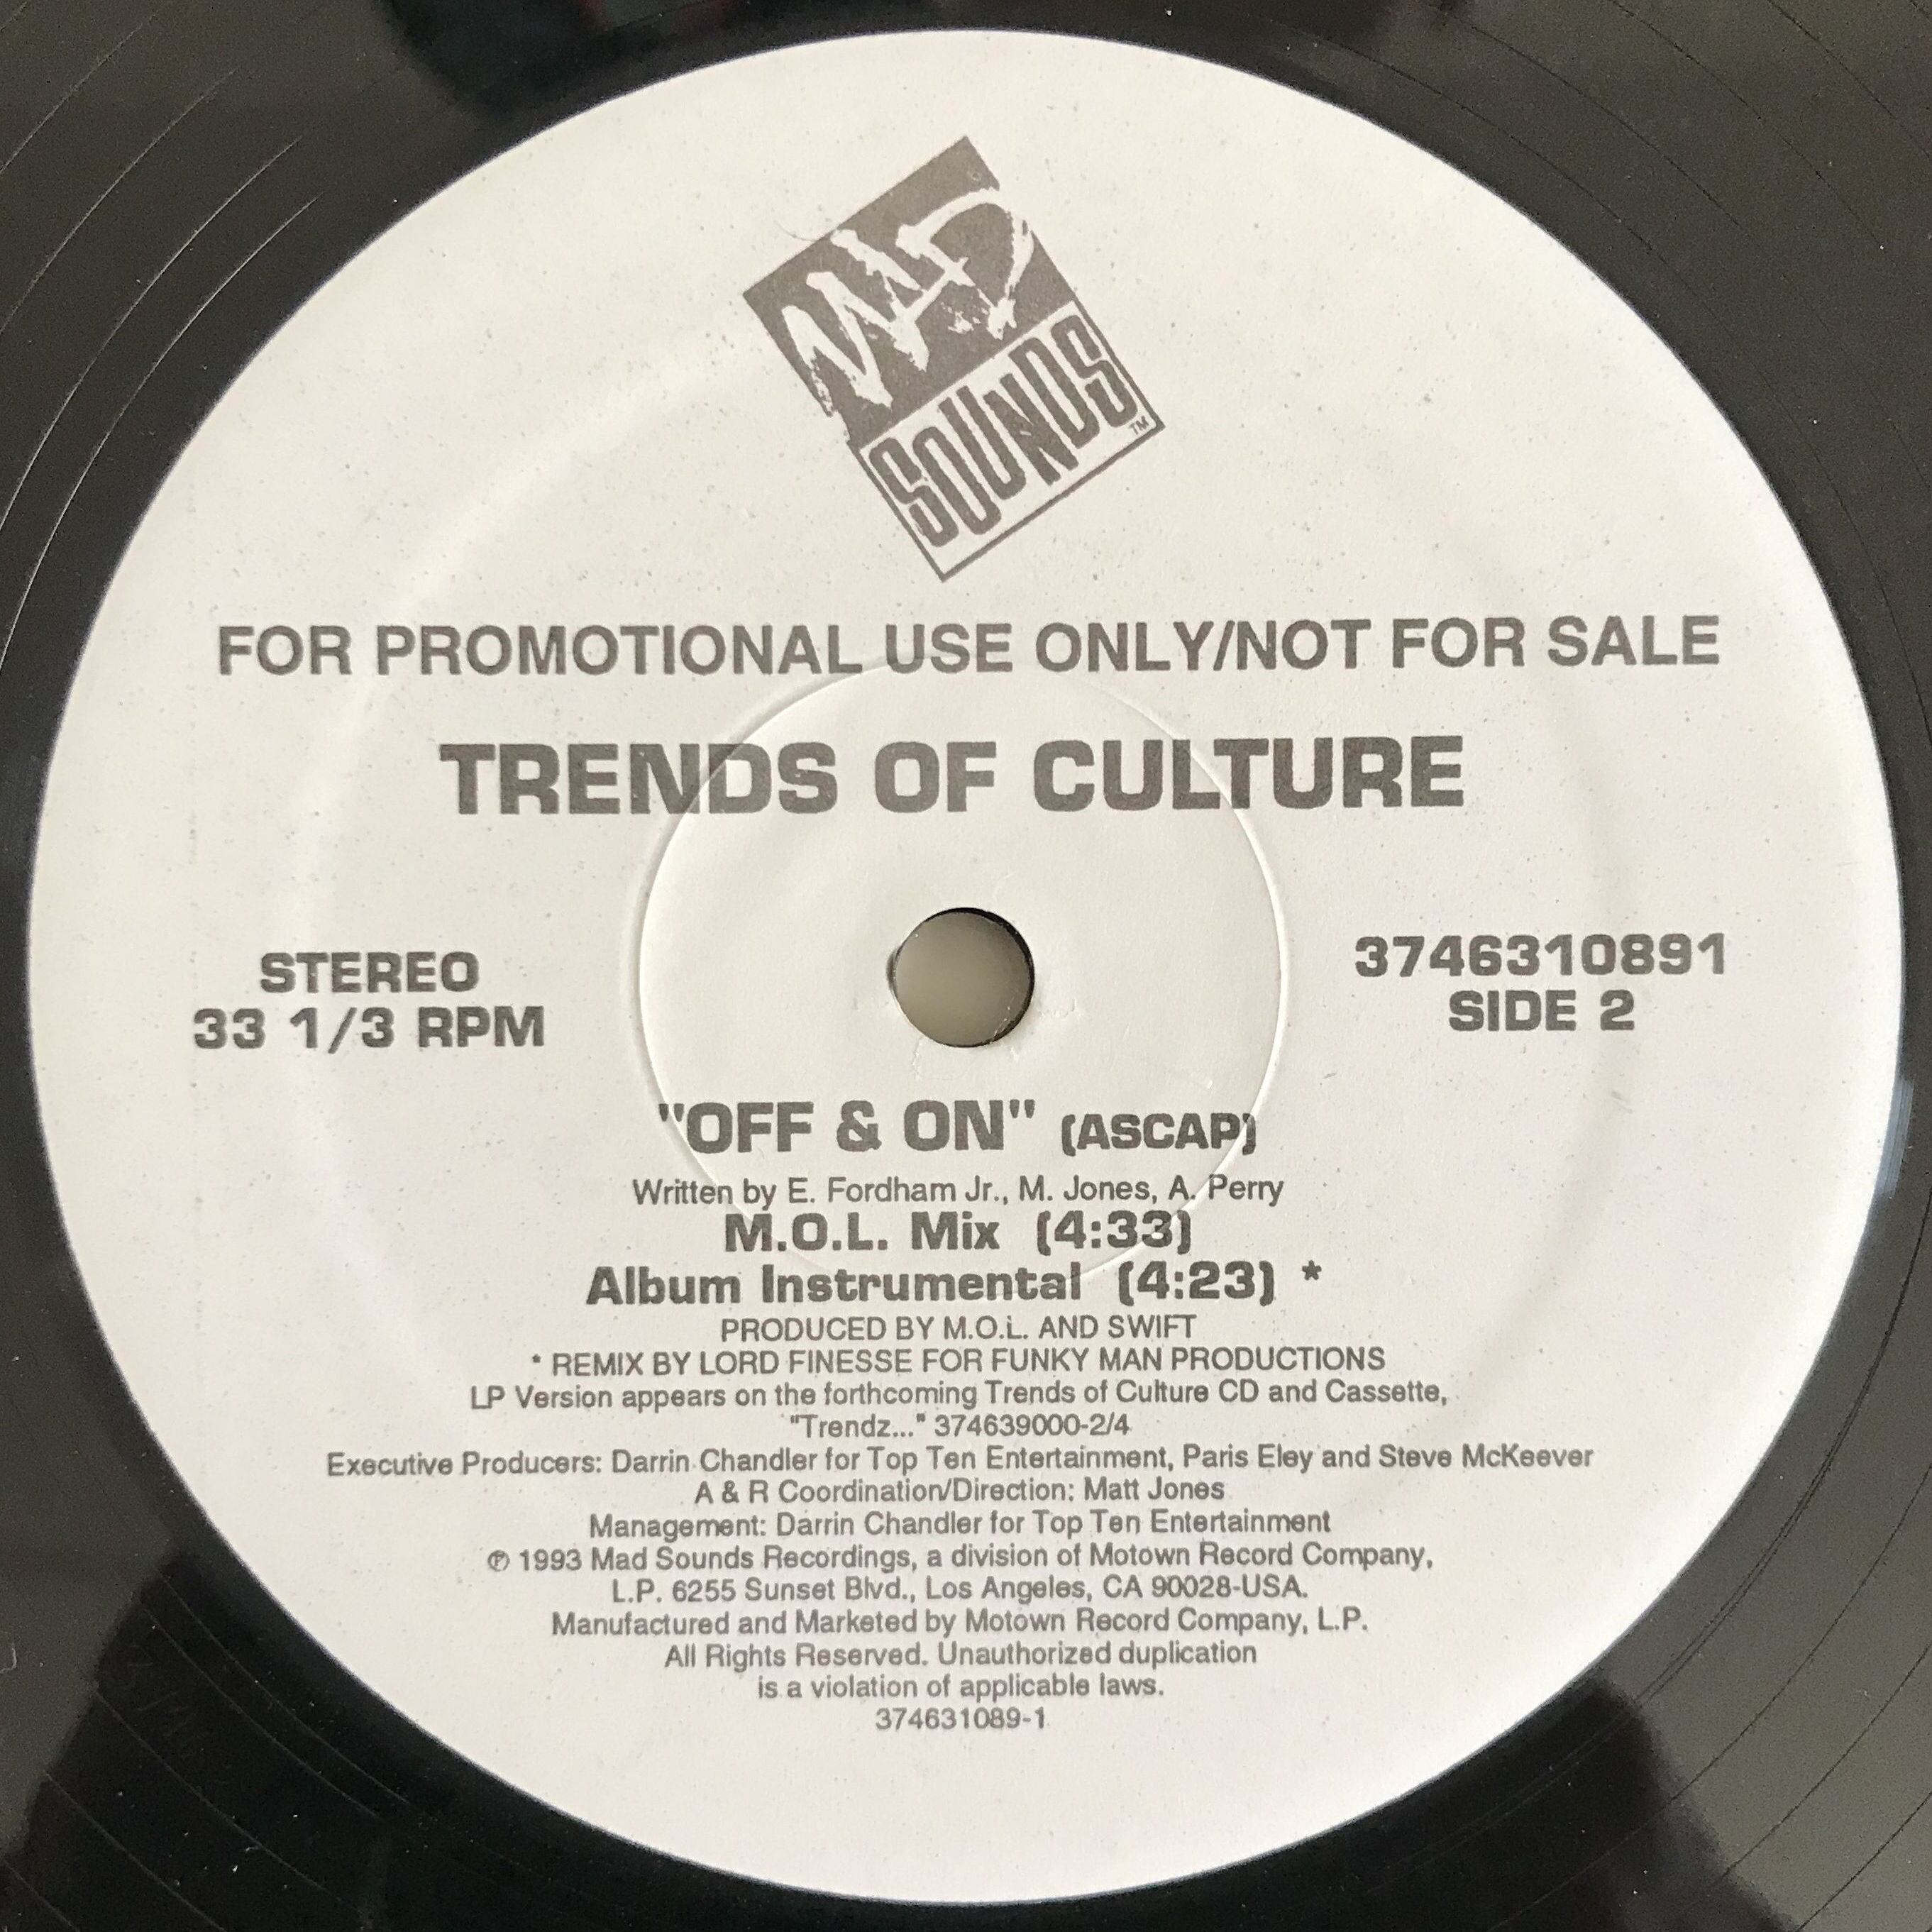 MAD
SOUNDS™
FOR PROMOTIONAL USE ONLY/NOT FOR SALE
TRENDS OF CULTURE
STEREO
33 1/3 RPM
3746310891
SIDE 2
"OFF & ON" (ASCAP)
Written by E. Fordham Jr., M. Jones, A. Perry
M.O.L. Mix (4:33)
Album Instrumental (4:23) *
PRODUCED BY M.O.L. AND SWIFT
* REMIX BY LORD FINESSE FOR FUNKY MAN PRODUCTIONS
LP Version appears on the forthcoming Trends of Culture CD and Cassette,
"Trendz..." 374639000-2/4
Executive Producers: Darrin Chandler for Top Ten Entertainment, Paris Eley and Steve McKeever
A & R Coordination/Direction: Matt Jones
Management: Darrin Chandler for Top Ten Entertainment
℗ 1993 Mad Sounds Recordings, a division of Motown Record Company,
L.P. 6255 Sunset Blvd., Los Angeles, CA 90028-USA.
Manufactured and Marketed by Motown Record Company, L.P.
All Rights Reserved. Unauthorized duplication
is a violation of applicable laws.
374631089-1